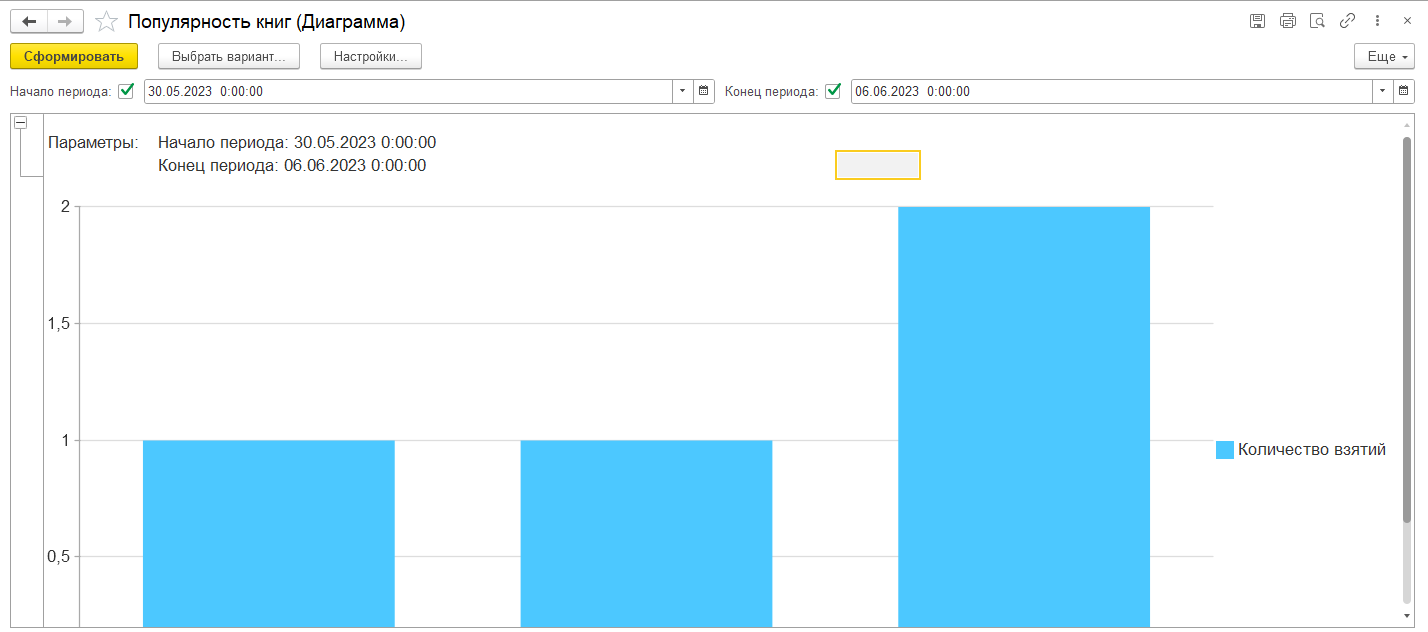 Популярность книг (Диаграмма)
Сформировать
Выбрать вариант...
Настройки...
Еще
Начало периода:
30.05.2023 0:00:00
Конец периода:
06.06.2023 0:00:00
Параметры:
Начало периода: 30.05.2023 0:00:00
Конец периода: 06.06.2023 0:00:00
2
1,5
1
Количество взятий
0,5